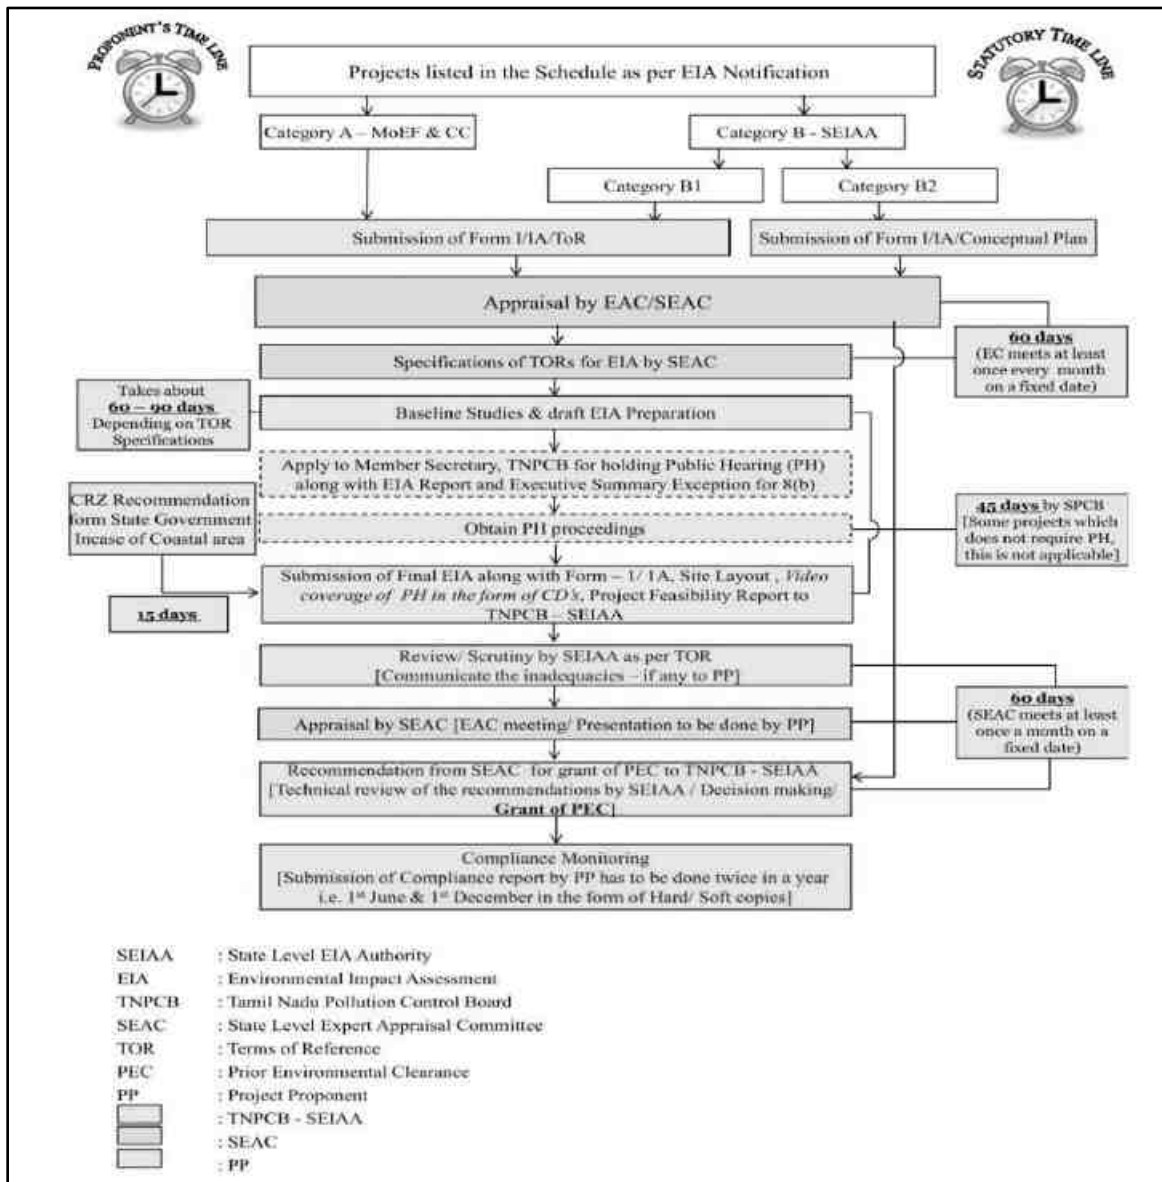 PROPONENT'S TIME LINE
STATUTORY TIME LINE
Projects listed in the Schedule as per EIA Notification
Category A – MoEF & CC
Category B - SEIAA
Category B1
Category B2
Submission of Form I/IA/ToR
Submission of Form I/IA/Conceptual Plan
Appraisal by EAC/SEAC
60 days
(EC meets at least
once every month
on a fixed date)
Specifications of TORs for EIA by SEAC
Takes about
60 – 90 days
Depending on TOR
Specifications
Baseline Studies & draft EIA Preparation
Apply to Member Secretary, TNPCB for holding Public Hearing (PH)
along with EIA Report and Executive Summary Exception for 8(b)
CRZ Recommendation
form State Government
Incase of Coastal area
Obtain PH proceedings
45 days by SPCB
[Some projects which
does not require PH,
this is not applicable]
Submission of Final EIA along with Form – 1/ 1A, Site Layout , Video
coverage of PH in the form of CD's, Project Feasibility Report to
TNPCB – SEIAA
15 days
Review/ Scrutiny by SEIAA as per TOR
[Communicate the inadequacies – if any to PP]
60 days
(SEAC meets at least
once a month on a
fixed date)
Appraisal by SEAC [EAC meeting/ Presentation to be done by PP]
Recommendation from SEAC for grant of PEC to TNPCB - SEIAA
[Technical review of the recommendations by SEIAA / Decision making/
Grant of PEC]
Compliance Monitoring
[Submission of Compliance report by PP has to be done twice in a year
i.e. 1st June & 1st December in the form of Hard/ Soft copies]
SEIAA : State Level EIA Authority
EIA : Environmental Impact Assessment
TNPCB : Tamil Nadu Pollution Control Board
SEAC : State Level Expert Appraisal Committee
TOR : Terms of Reference
PEC : Prior Environmental Clearance
PP : Project Proponent
: TNPCB - SEIAA
: SEAC
: PP